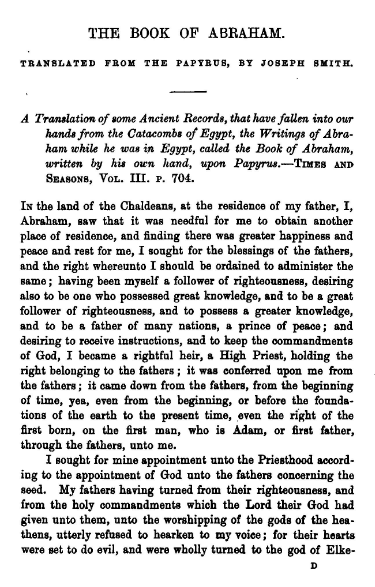 THE BOOK OF ABRAHAM.
TRANSLATED FROM THE PAPYRUS, BY JOSEPH SMITH.
A Translation of some Ancient Records, that have fallen into our
hands from the Catacombs of Egypt, the Writings of Abra-
ham while he was in Egypt, called the Book of Abraham,
written by his own hand, upon Papyrus.—TIMES AND
SEASONS, VOL. III. P. 704.
IN the land of the Chaldeans, at the residence of my father, I,
Abraham, saw that it was needful for me to obtain another
place of residence, and finding there was greater happiness and
peace and rest for me, I sought for the blessings of the fathers,
and the right whereunto I should be ordained to administer the
same; having been myself a follower of righteousness, desiring
also to be one who possessed great knowledge, and to be a great
follower of righteousness, and to possess a greater knowledge,
and to be a father of many nations, a prince of peace; and
desiring to receive instructions, and to keep the commandments
of God, I became a rightful heir, a High Priest, holding the
right belonging to the fathers; it was conferred upon me from
the fathers; it came down from the fathers, from the beginning
of time, yea, even from the beginning, or before the founda-
tions of the earth to the present time, even the right of the
first born, on the first man, who is Adam, or first father,
through the fathers, unto me.
I sought for mine appointment unto the Priesthood accord-
ing to the appointment of God unto the fathers concerning the
seed. My fathers having turned from their righteousness, and
from the holy commandments which the Lord their God had
given unto them, unto the worshipping of the gods of the hea-
thens, utterly refused to hearken to my voice; for their hearts
were set to do evil, and were wholly turned to the god of Elke-
D